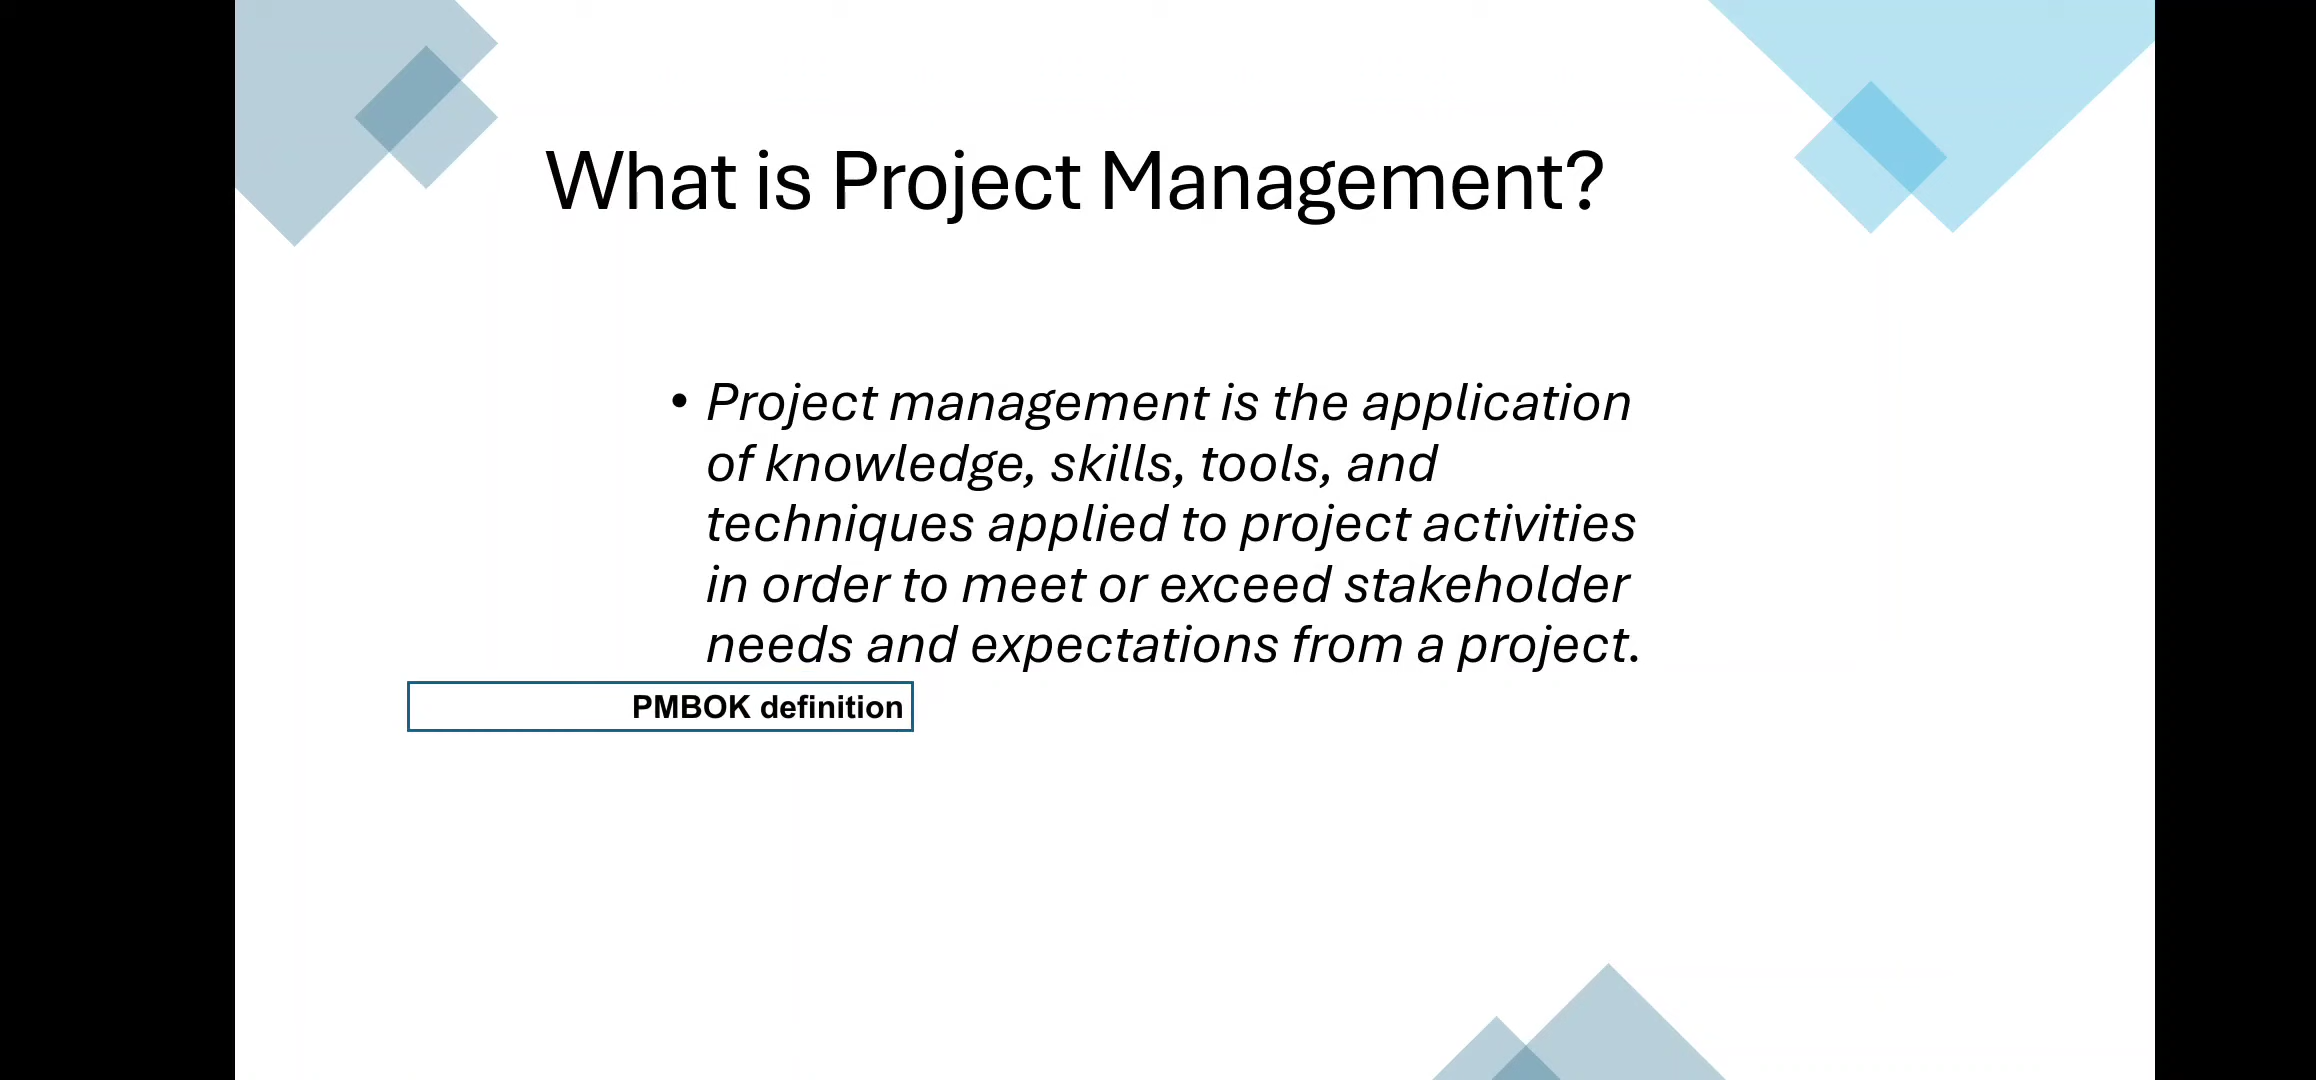 What is Project Management?
• Project management is the application
of knowledge, skills, tools, and
techniques applied to project activities
in order to meet or exceed stakeholder
needs and expectations from a project.
PMBOK definition